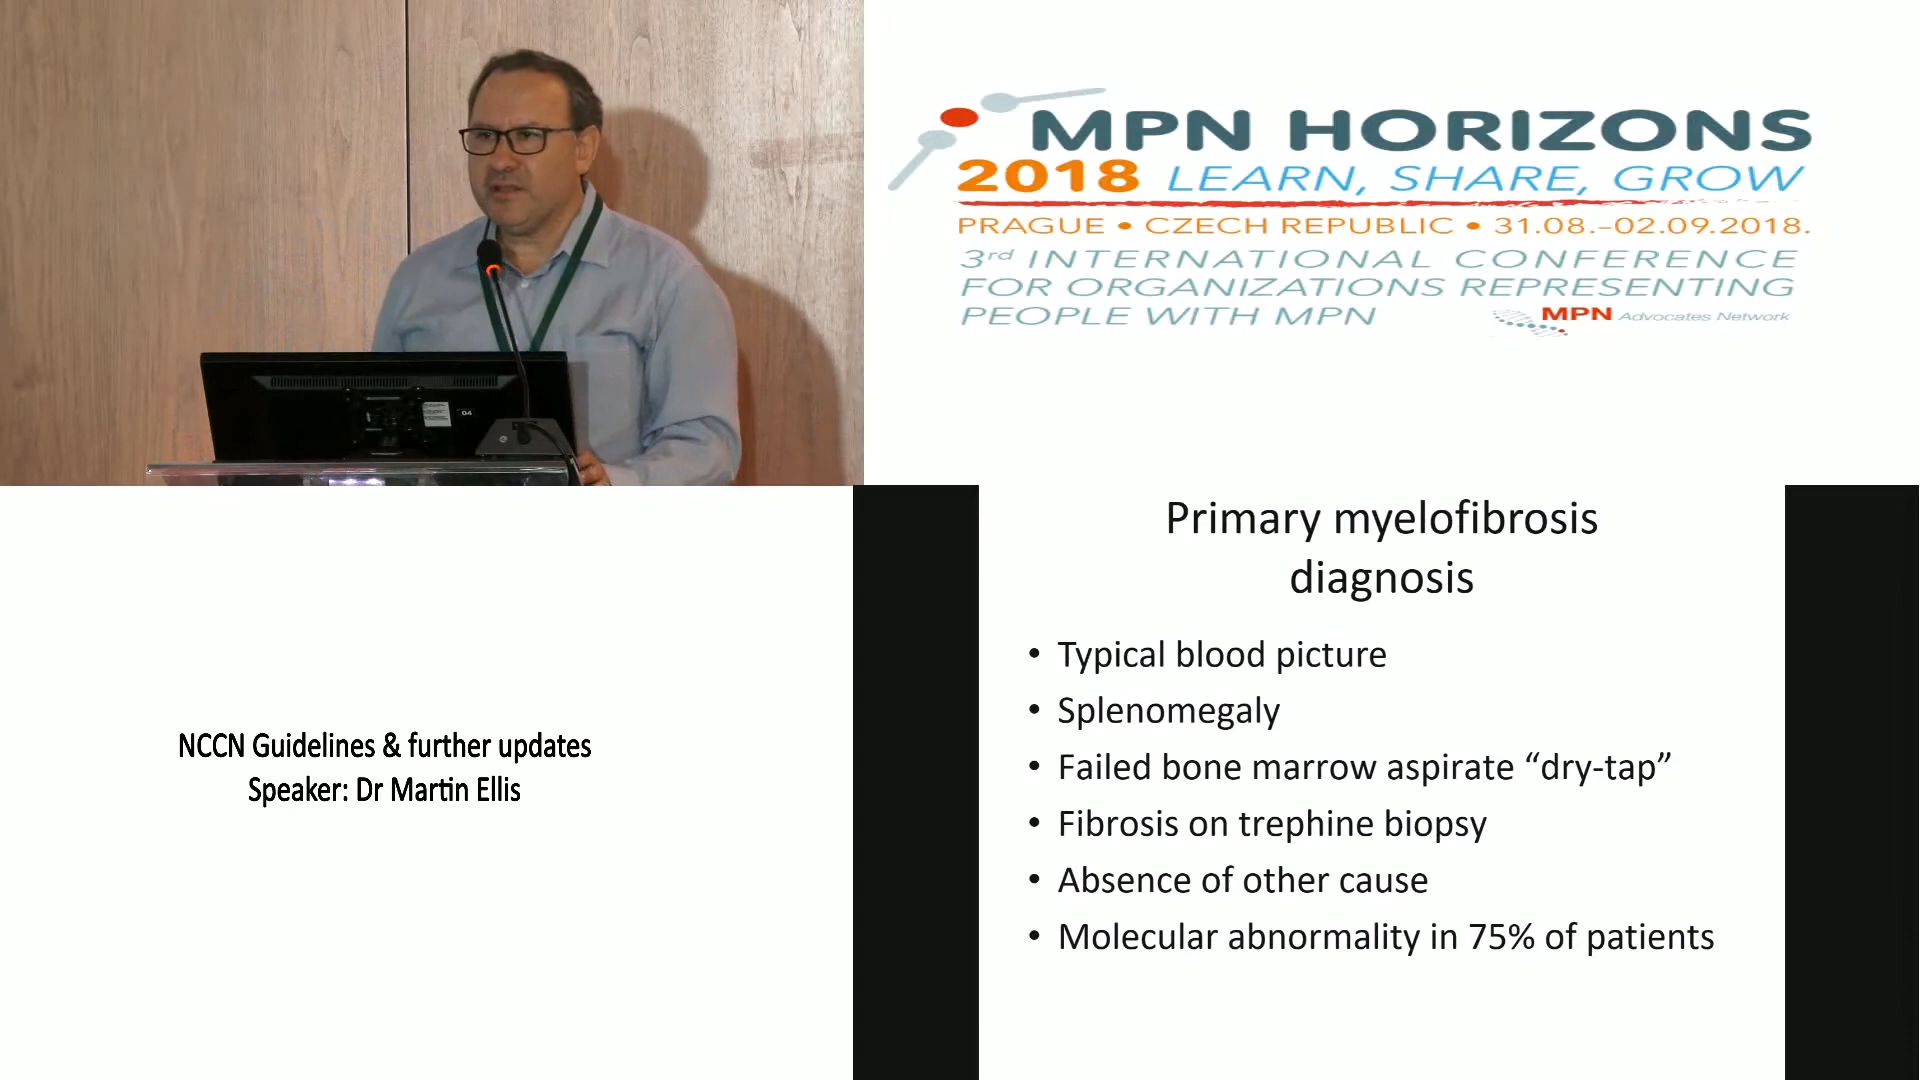 MPN HORIZONS
2018 LEARN, SHARE, GROW
PRAGUE • CZECH REPUBLIC • 31.08.–02.09.2018.
3rd INTERNATIONAL CONFERENCE
FOR ORGANIZATIONS REPRESENTING
PEOPLE WITH MPN
MPN Advocates Network
04
NCCN Guidelines & further updates
Speaker: Dr Martin Ellis
Primary myelofibrosis
diagnosis
• Typical blood picture
• Splenomegaly
• Failed bone marrow aspirate “dry-tap”
• Fibrosis on trephine biopsy
• Absence of other cause
• Molecular abnormality in 75% of patients